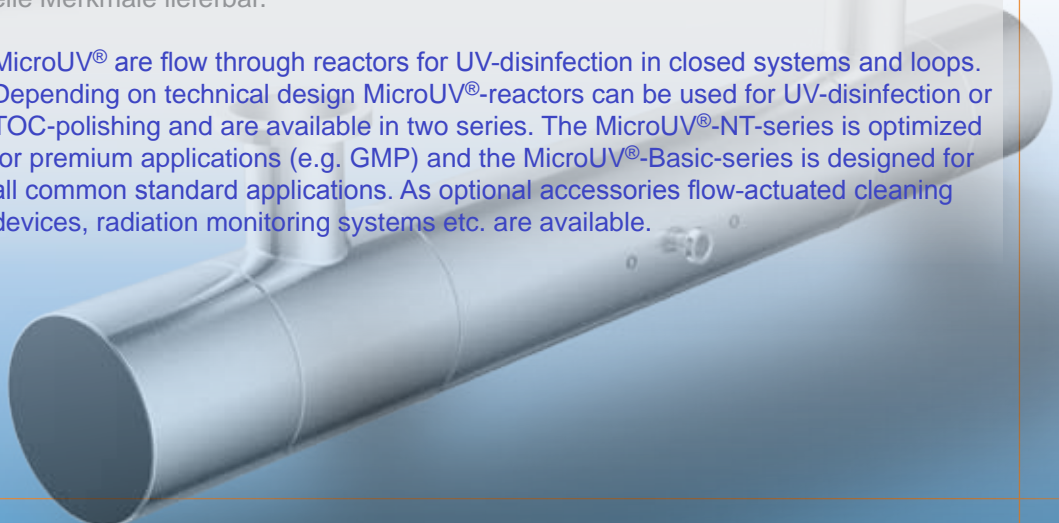 elle Merkmale lieferbar.
MicroUV® are flow through reactors for UV-disinfection in closed systems and loops.
Depending on technical design MicroUV®-reactors can be used for UV-disinfection or
TOC-polishing and are available in two series. The MicroUV®-NT-series is optimized
for premium applications (e.g. GMP) and the MicroUV®-Basic-series is designed for
all common standard applications. As optional accessories flow-actuated cleaning
devices, radiation monitoring systems etc. are available.